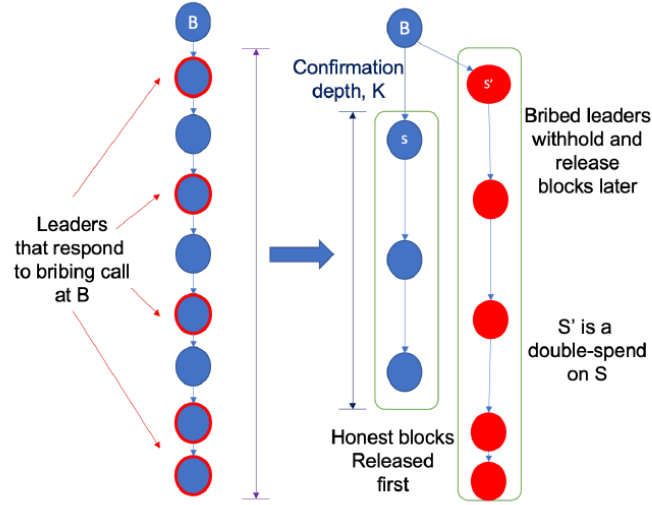 B
Leaders
that respond
to bribing call
at B
Confirmation
depth, K
B
s
Honest blocks
Released
first
s'
Bribed leaders
withhold and
release
blocks later
S' is a
double-spend
on S